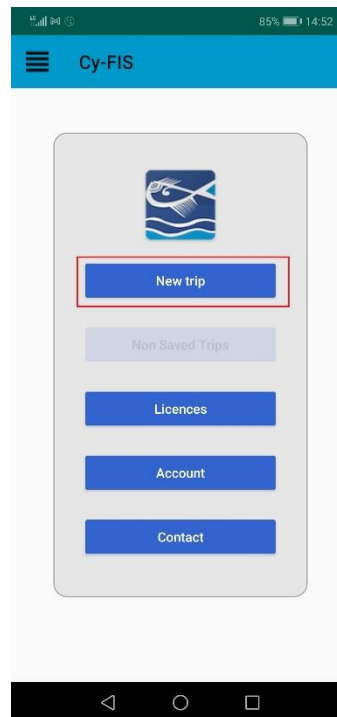 85% 14:52
Cy-FIS
New trip
Non Saved Trips
Licences
Account
Contact